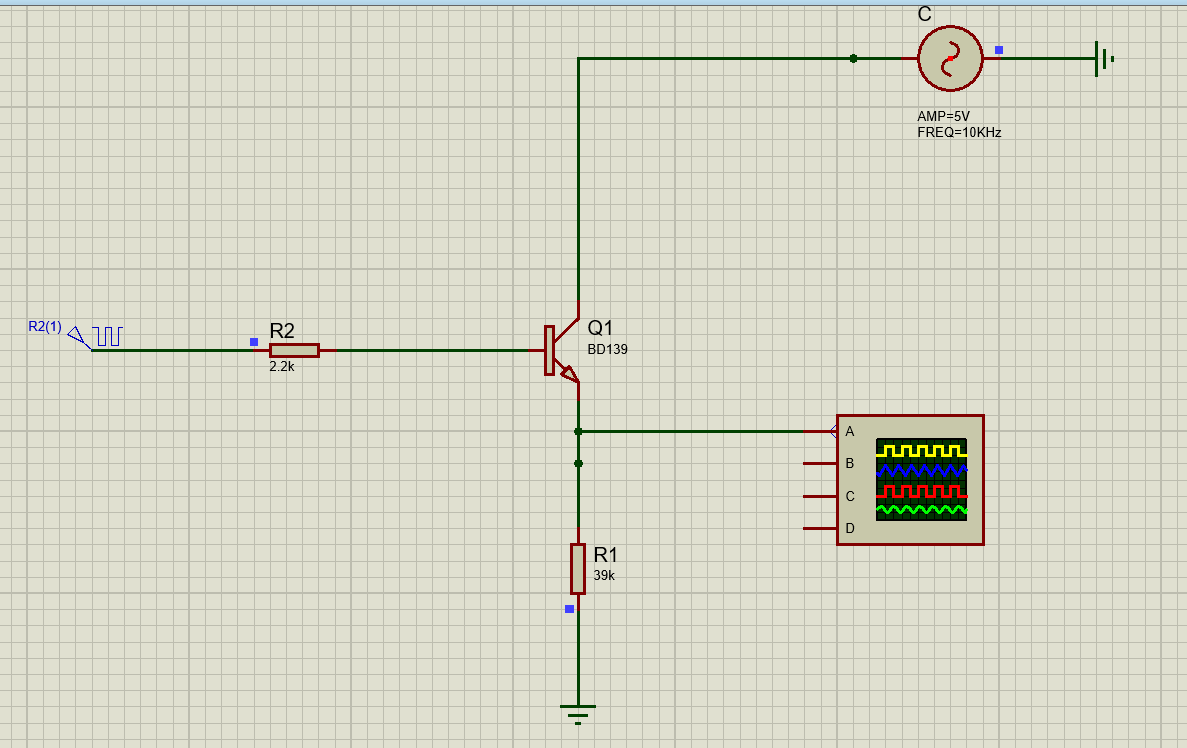 C
AMP=5V
FREQ=10KHz
R2(1)
R2
2.2k
Q1
BD139
A
B
C
D
R1
39k